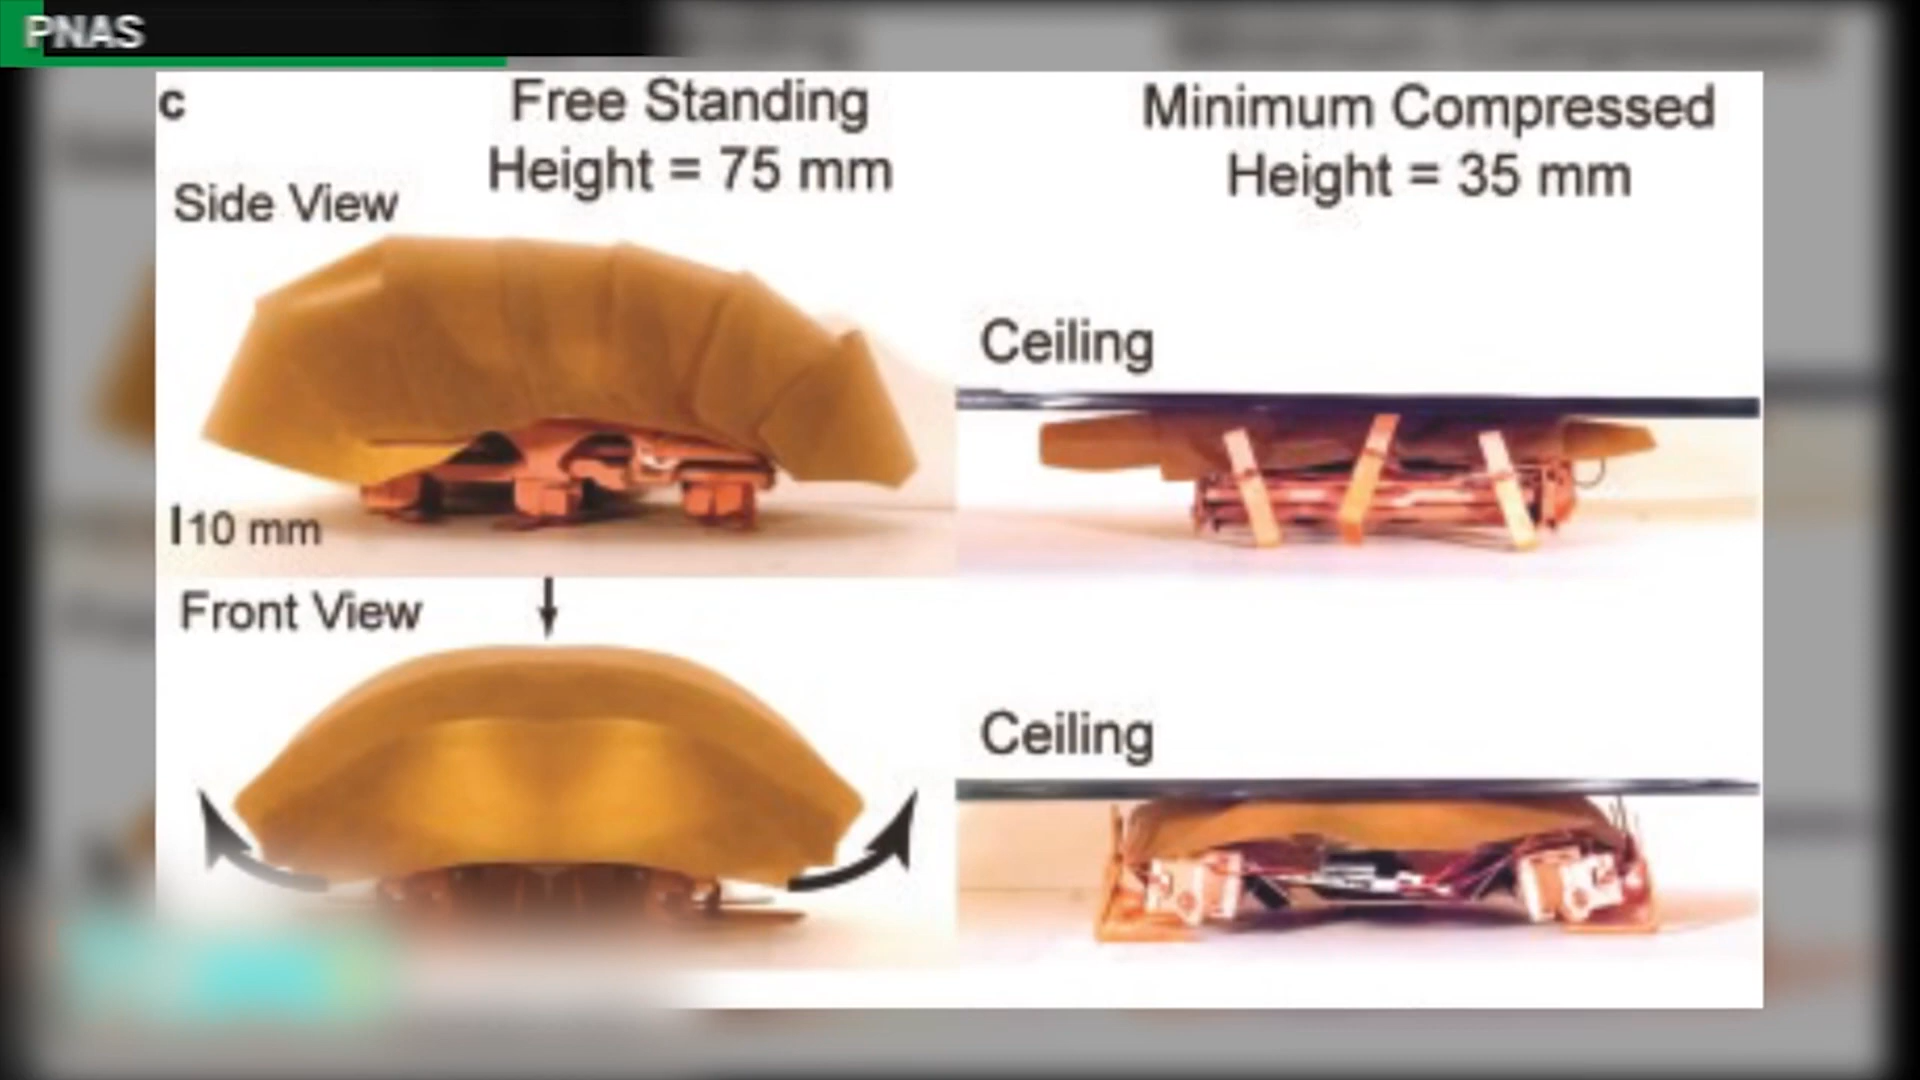 PNAS
c
Free Standing
Height = 75 mm
Minimum Compressed
Height = 35 mm
Side View
Ceiling
10 mm
Front View
Ceiling